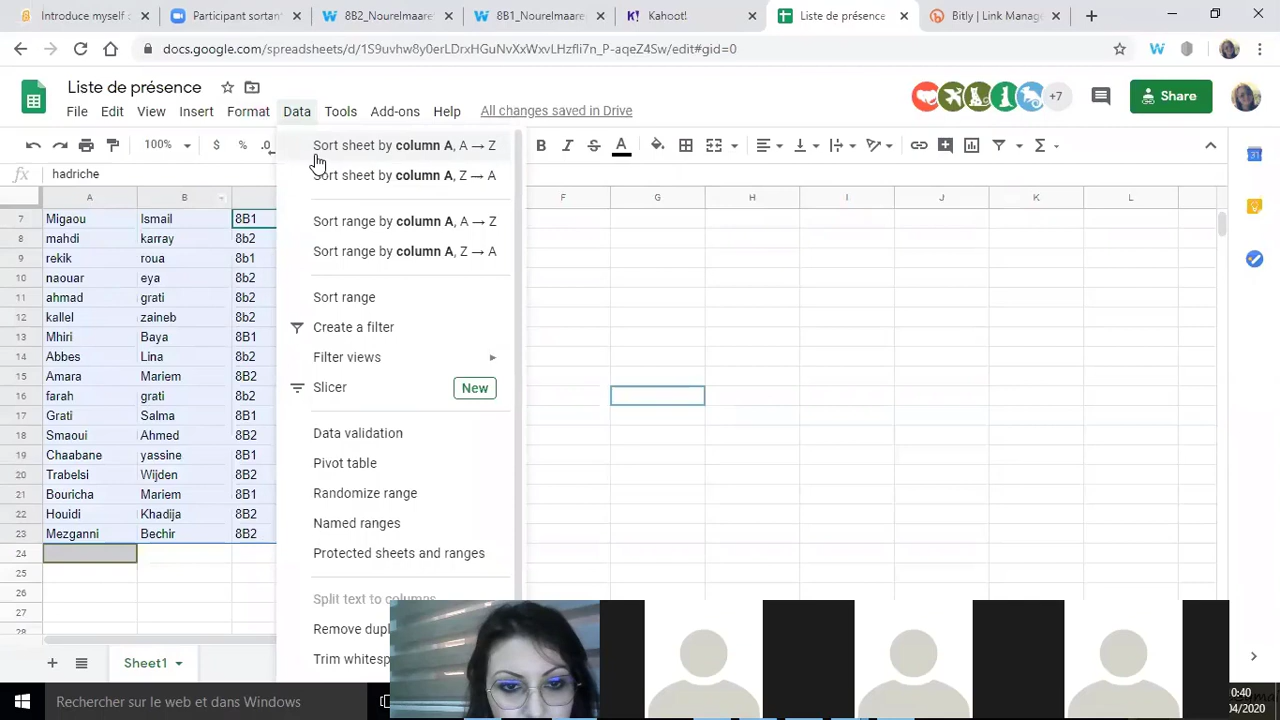 Introduce myself
Participant sortant
8B2_Nourelmaare
8B1_Nourelmaare
Kahoot!
Liste de présence
Bitly | Link Manag
docs.google.com/spreadsheets/d/1S9uvhw8y0erLDrxHGuNvXxWxvLHzfli7n_P-aqeZ4Sw/edit#gid=0
Liste de présence
+7
Share
File Edit View Insert Format Data Tools Add-ons Help All changes saved in Drive
100% $ % .0 B I S A
fx hadriche
A B F G H I J K L
7 Migaou Ismail 8B1
8 mahdi karray 8b2
9 rekik roua 8b1
10 naouar eya 8b2
11 ahmad grati 8b2
12 kallel zaineb 8b2
13 Mhiri Baya 8B1
14 Abbes Lina 8b2
15 Amara Mariem 8B2
16 farah grati 8b2
17 Grati Salma 8B1
18 Smaoui Ahmed 8B2
19 Chaabane yassine 8B1
20 Trabelsi Wijden 8B2
21 Bouricha Mariem 8B1
22 Houidi Khadija 8B2
23 Mezganni Bechir 8B2
24
25
26
27
28
Sort sheet by column A, A → Z
Sort sheet by column A, Z → A
Sort range by column A, A → Z
Sort range by column A, Z → A
Sort range
Create a filter
Filter views
Slicer New
Data validation
Pivot table
Randomize range
Named ranges
Protected sheets and ranges
Split text to columns
Remove dupl
Trim whitesp
Sheet1
Rechercher sur le web et dans Windows
0:40
04/2020